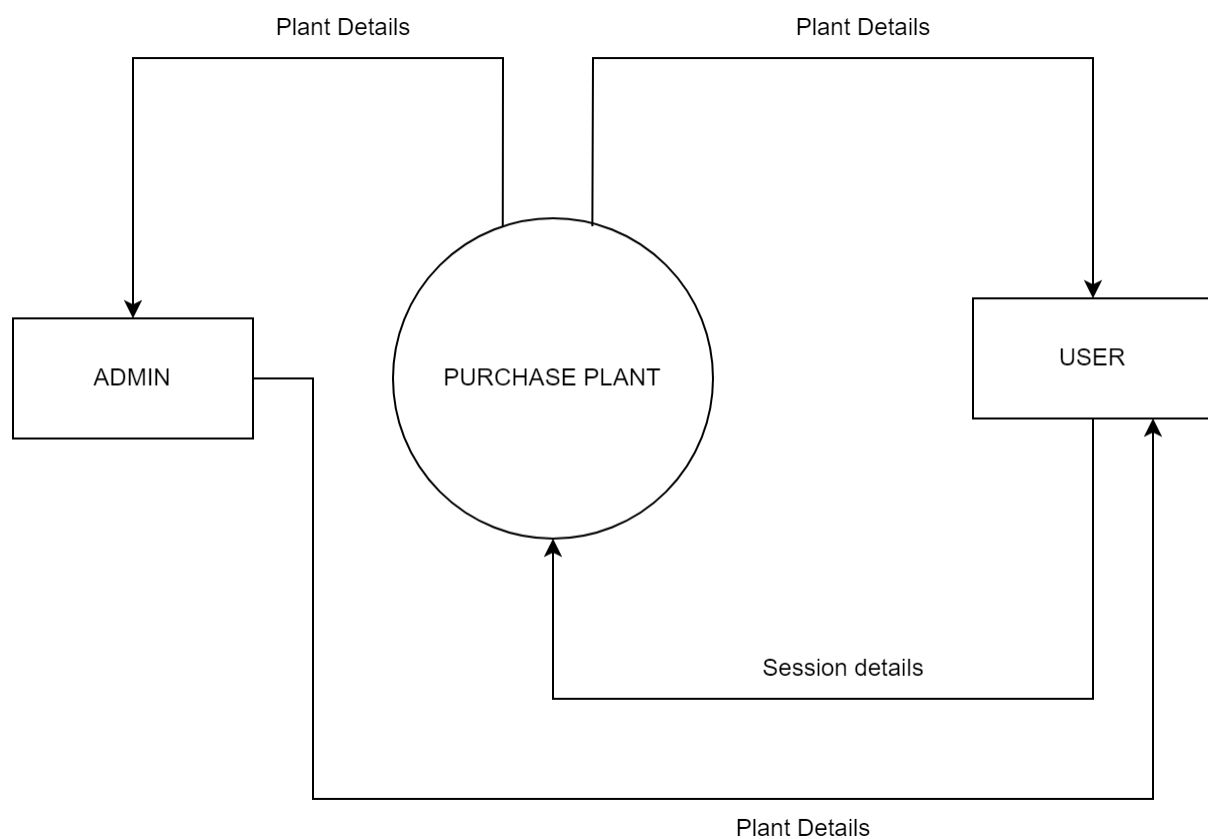 Plant Details
Plant Details
ADMIN
PURCHASE PLANT
USER
Session details
Plant Details